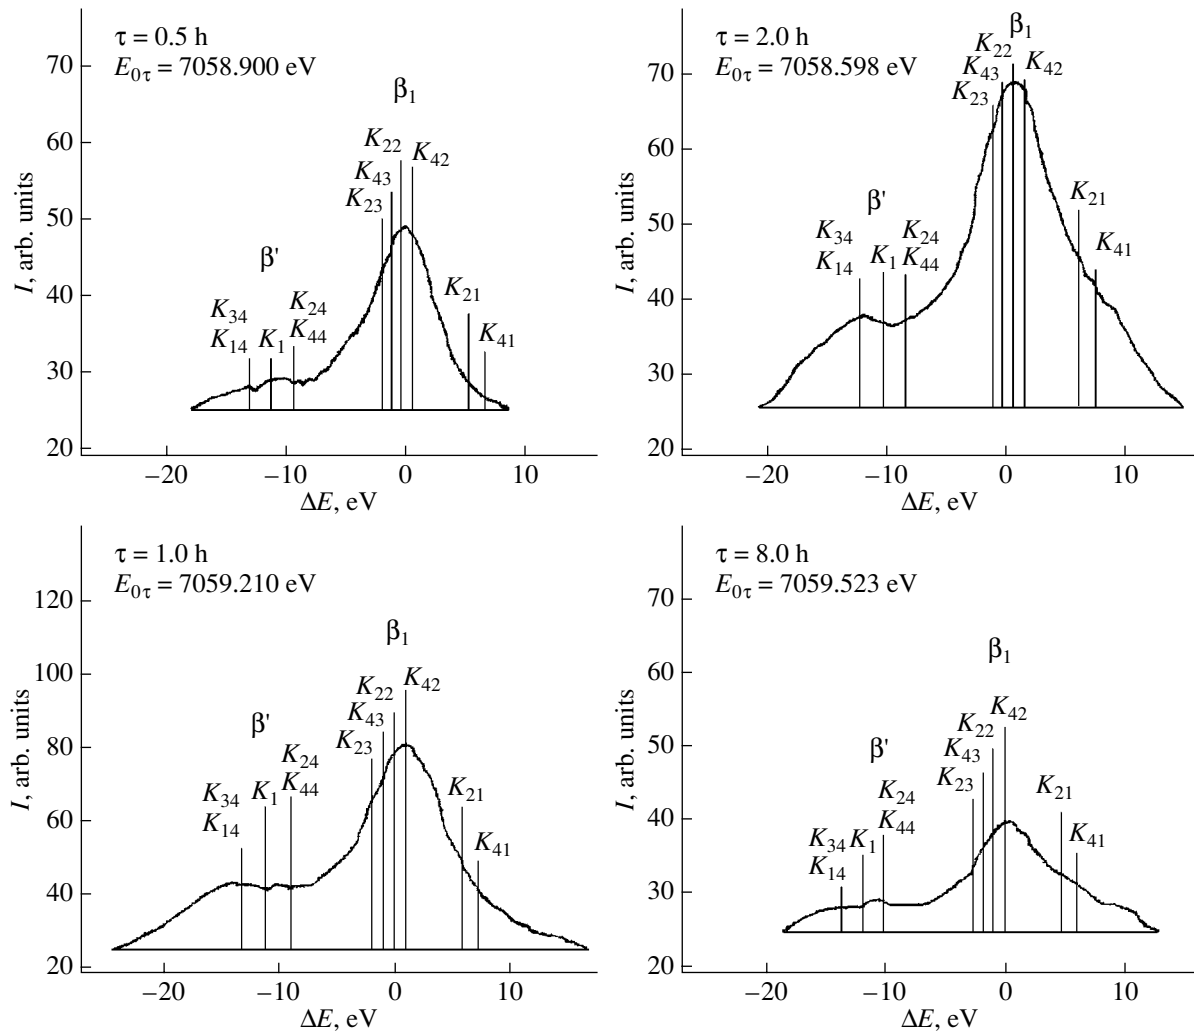 τ = 0.5 h
E0τ = 7058.900 eV
β1
K22
K42
K43
K23
β'
K34
K14
K1
K24
K44
K21
K41
70
60
50
40
30
20
I, arb. units
−20
−10
0
10
ΔE, eV
τ = 2.0 h
E0τ = 7058.598 eV
β1
K22
K43
K42
K23
β'
K34
K14
K1
K24
K44
K21
K41
70
60
50
40
30
20
I, arb. units
−20
−10
0
10
ΔE, eV
τ = 1.0 h
E0τ = 7059.210 eV
β1
K22
K42
K43
K23
β'
K34
K14
K1
K24
K44
K21
K41
120
100
80
60
40
20
I, arb. units
−20
−10
0
10
ΔE, eV
τ = 8.0 h
E0τ = 7059.523 eV
β1
K42
K22
K43
K23
β'
K34
K14
K1
K24
K44
K21
K41
70
60
50
40
30
20
I, arb. units
−20
−10
0
10
ΔE, eV